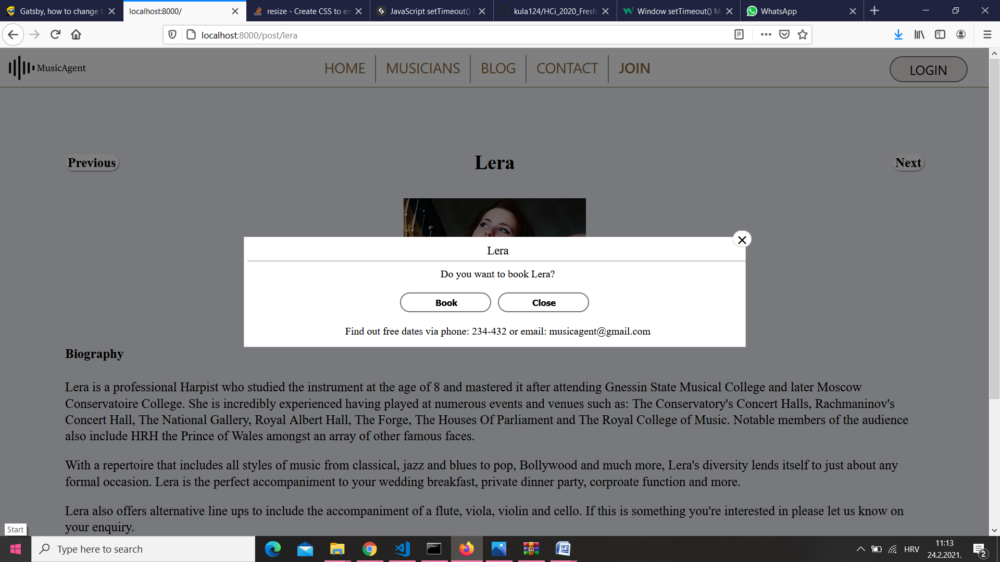 Gatsby, how to change t
localhost:8000/
resize - Create CSS to en
JavaScript setTimeout()
kula124/HCi_2020_Fresh
Window setTimeout() M
WhatsApp
localhost:8000/post/lera
MusicAgent
HOME
MUSICIANS
BLOG
CONTACT
JOIN
LOGIN
Previous
Lera
Next
Lera
Do you want to book Lera?
Book
Close
Find out free dates via phone: 234-432 or email: musicagent@gmail.com
Biography
Lera is a professional Harpist who studied the instrument at the age of 8 and mastered it after attending Gnessin State Musical College and later Moscow
Conservatoire College. She is incredibly experienced having played at numerous events and venues such as: The Conservatory's Concert Halls, Rachmaninov's
Concert Hall, The National Gallery, Royal Albert Hall, The Forge, The Houses Of Parliament and The Royal College of Music. Notable members of the audience
also include HRH the Prince of Wales amongst an array of other famous faces.
With a repertoire that includes all styles of music from classical, jazz and blues to pop, Bollywood and much more, Lera's diversity lends itself to just about any
formal occasion. Lera is the perfect accompaniment to your wedding breakfast, private dinner party, corproate function and more.
Lera also offers alternative line ups to include the accompaniment of a flute, viola, violin and cello. If this is something you're interested in please let us know on
your enquiry.
Start
Type here to search
HRV
11:13
24.2.2021.
2